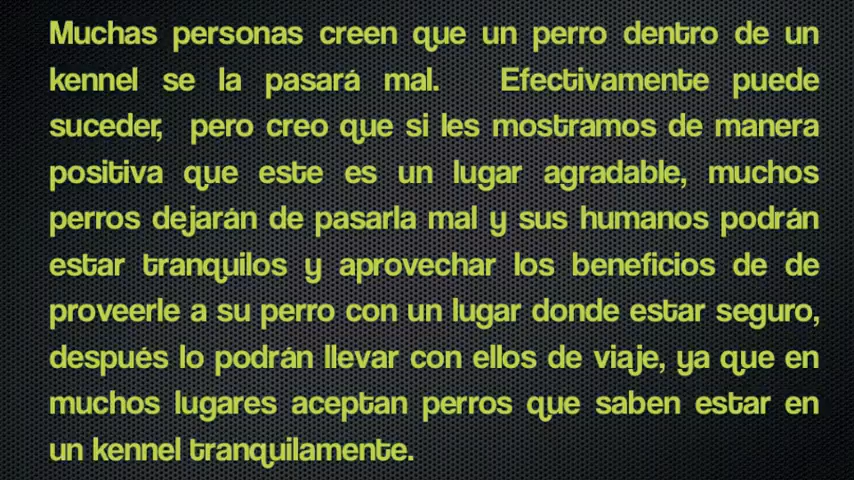 Muchas personas creen que un perro dentro de un
kennel se la pasará mal. Efectivamente puede
suceder, pero creo que si les mostramos de manera
positiva que este es un lugar agradable, muchos
perros dejarán de pasarla mal y sus humanos podrán
estar tranquilos y aprovechar los beneficios de de
proveerle a su perro con un lugar donde estar seguro,
después lo podrán llevar con ellos de viaje, ya que en
muchos lugares aceptan perros que saben estar en
un kennel tranquilamente.